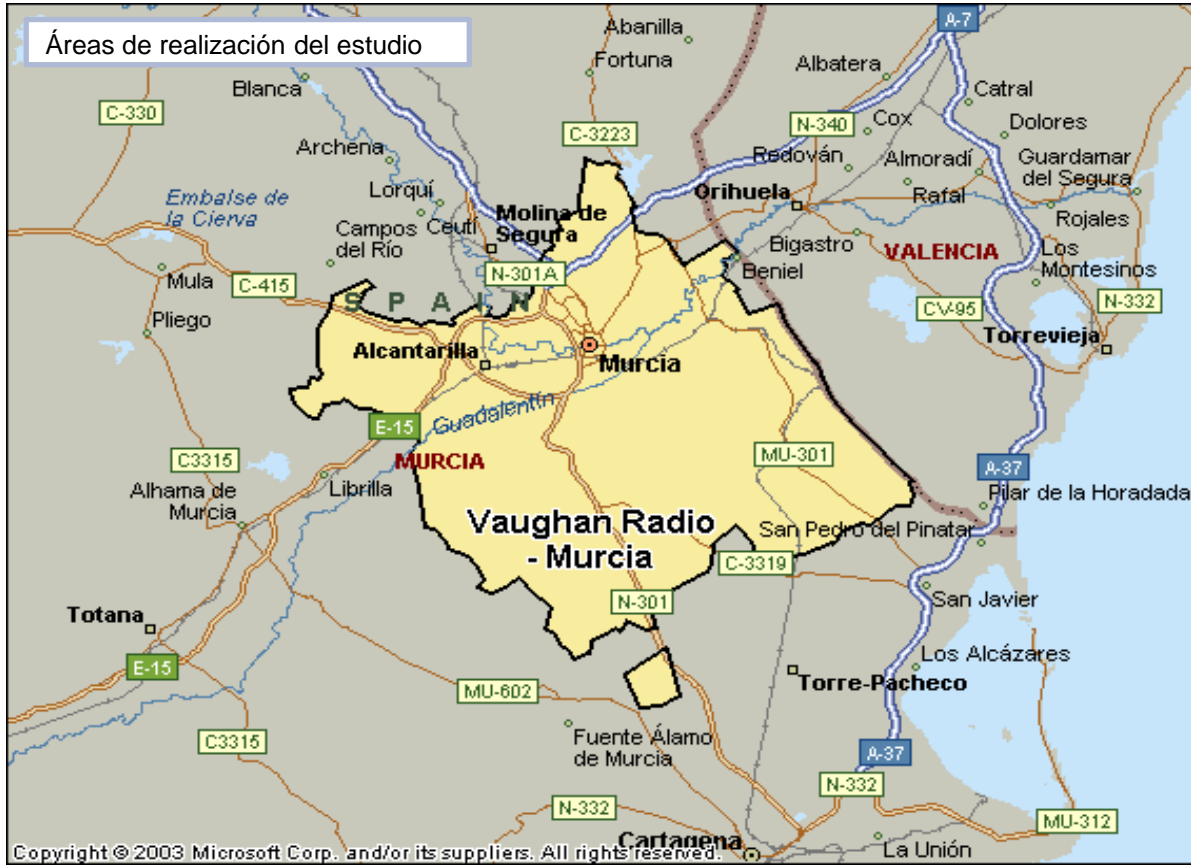 Áreas de realización del estudio
A-7
Abanilla
Fortuna
Albatera
Blanca
Catral
C-330
C-3223
N-340
Cox
Dolores
Archena
Redován
Almoradí
Guardamar
del Segura
Embalse de
la Cierva
Lorquí
Orihuela
Rafal
Campos
del Río
Ceutí
Molina de
Segura
Rojales
Bigastro
VALENCIA
Los
Montesinos
Mula
C-415
N-301A
Beniel
N-332
SPAIN
CV-95
Pliego
Torrevieja
Alcantarilla
Murcia
Guadalentín
E-15
MURCIA
MU-301
C3315
A-37
Librilla
Alhama de
Murcia
Pilar de la Horadada
Vaughan Radio
- Murcia
San Pedro del Pinatar
C-3319
N-301
San Javier
Totana
E-15
Los Alcázares
MU-602
Torre-Pacheco
C3315
Fuente Álamo
de Murcia
A-37
N-332
N-332
MU-312
Cartagena
La Unión
Copyright © 2003 Microsoft Corp. and/or its suppliers. All rights reserved.